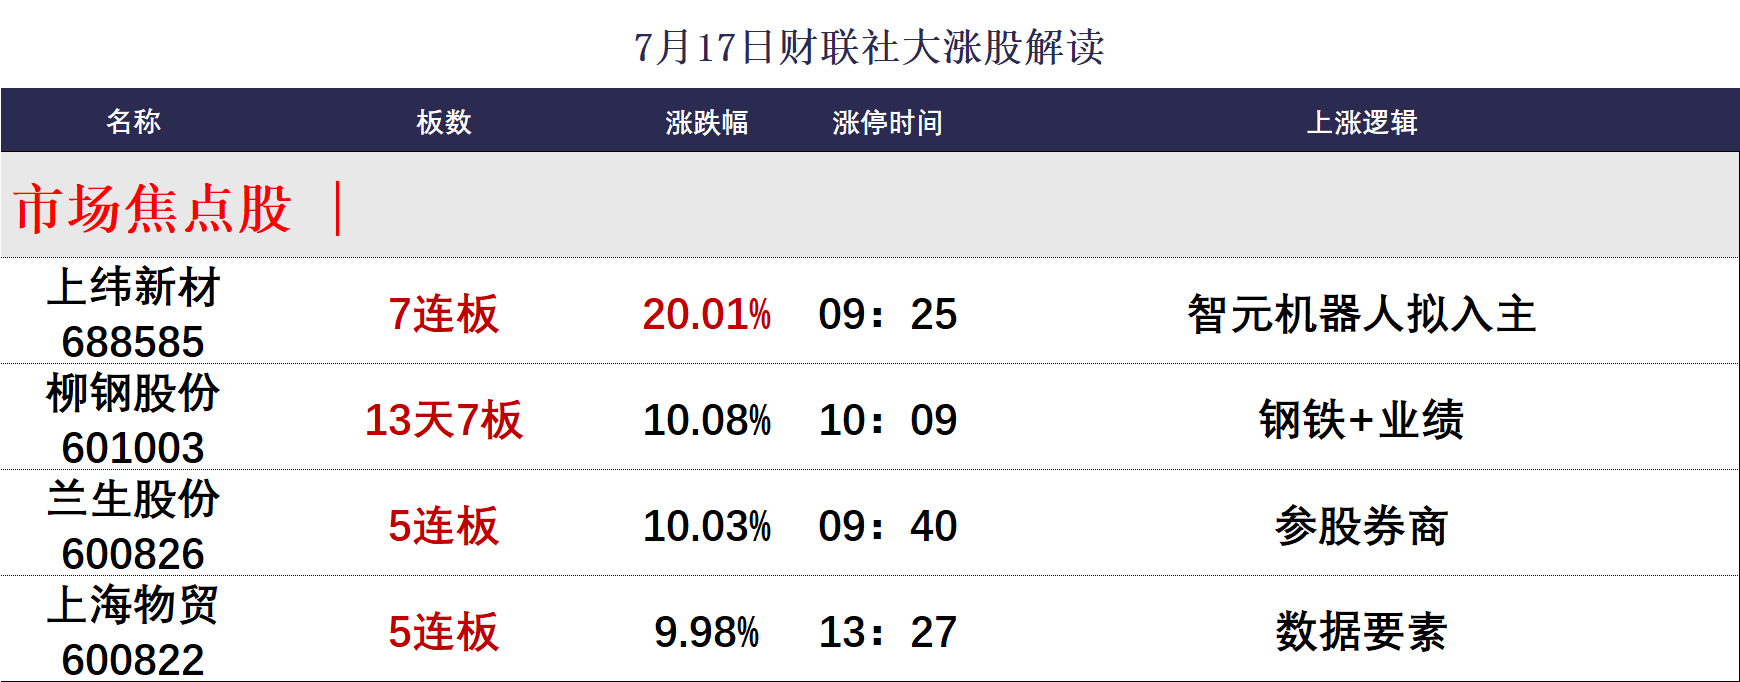 7月17日财联社大涨股解读
名称 板数 涨跌幅 涨停时间 上涨逻辑
市场焦点股 |
上纬新材
688585 7连板 20.01% 09：25 智元机器人拟入主
柳钢股份
601003 13天7板 10.08% 10：09 钢铁+业绩
兰生股份
600826 5连板 10.03% 09：40 参股券商
上海物贸
600822 5连板 9.98% 13：27 数据要素